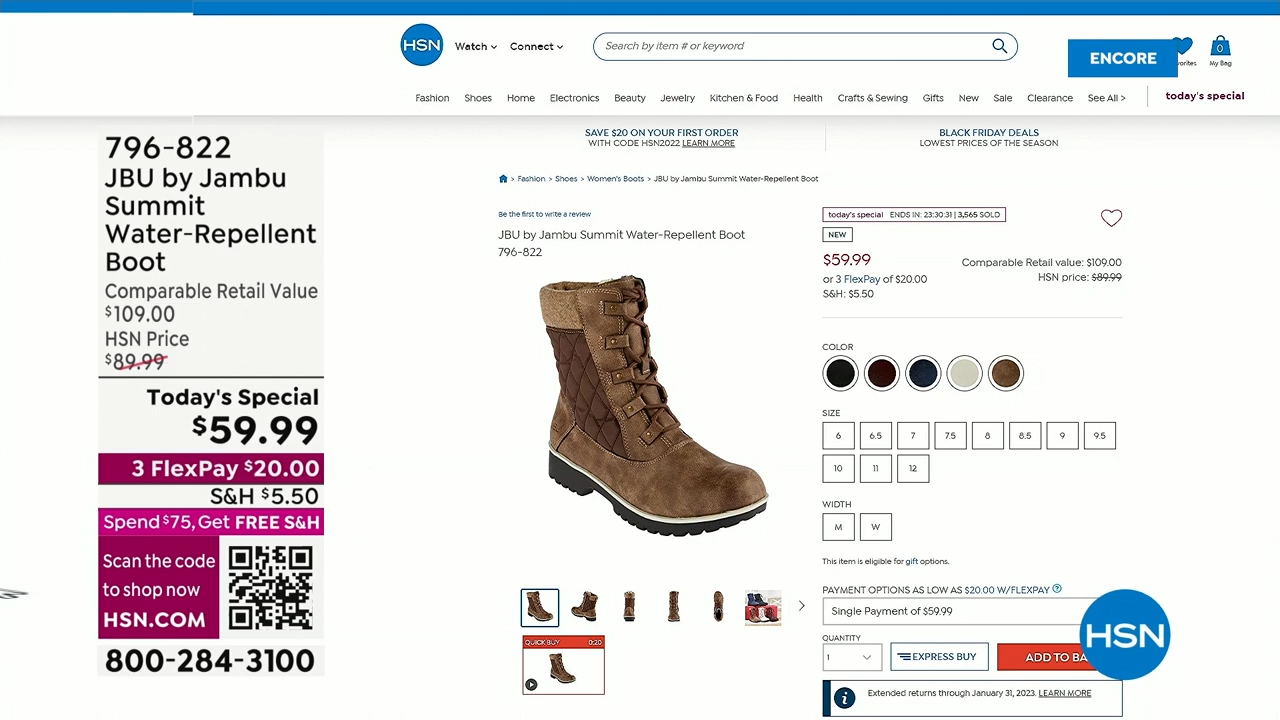 HSN
Watch
Connect
Search by item # or keyword
ENCORE
0
My Bag
Fashion
Shoes
Home
Electronics
Beauty
Jewelry
Kitchen & Food
Health
Crafts & Sewing
Gifts
New
Sale
Clearance
See All >
today's special
SAVE $20 ON YOUR FIRST ORDER
WITH CODE HSN2022 LEARN MORE
BLACK FRIDAY DEALS
LOWEST PRICES OF THE SEASON
796-822
JBU by Jambu
Summit
Water-Repellent
Boot
Comparable Retail Value
$109.00
HSN Price
$89.99
Today's Special
$59.99
3 FlexPay $20.00
S&H $5.50
Spend $75, Get FREE S&H
Scan the code
to shop now
HSN.COM
800-284-3100
> Fashion > Shoes > Women's Boots > JBU by Jambu Summit Water-Repellent Boot
Be the first to write a review
JBU by Jambu Summit Water-Repellent Boot
796-822
QUICK BUY 0:20
today's special ENDS IN: 23:30:31 | 3,565 SOLD
NEW
$59.99
or 3 FlexPay of $20.00
S&H: $5.50
Comparable Retail value: $109.00
HSN price: $89.99
COLOR
SIZE
6 6.5 7 7.5 8 8.5 9 9.5
10 11 12
WIDTH
M W
This item is eligible for gift options.
PAYMENT OPTIONS AS LOW AS $20.00 W/FLEXPAY ?
Single Payment of $59.99
QUANTITY
1
EXPRESS BUY
ADD TO BA
HSN
Extended returns through January 31, 2023. LEARN MORE